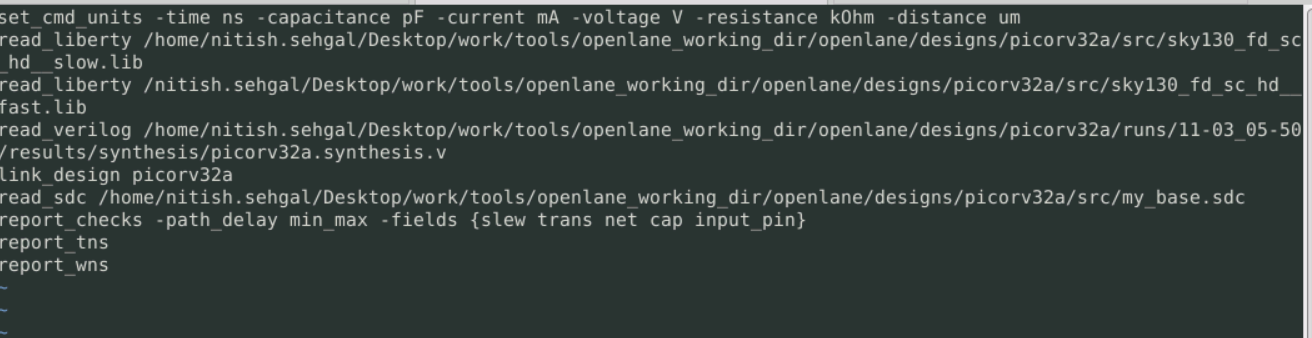 set_cmd_units -time ns -capacitance pF -current mA -voltage V -resistance kOhm -distance um
read_liberty /home/nitish.sehgal/Desktop/work/tools/openlane_working_dir/openlane/designs/picorv32a/src/sky130_fd_sc
_hd__slow.lib
read_liberty /nitish.sehgal/Desktop/work/tools/openlane_working_dir/openlane/designs/picorv32a/src/sky130_fd_sc_hd__
fast.lib
read_verilog /home/nitish.sehgal/Desktop/work/tools/openlane_working_dir/openlane/designs/picorv32a/runs/11-03_05-50
/results/synthesis/picorv32a.synthesis.v
link_design picorv32a
read_sdc /home/nitish.sehgal/Desktop/work/tools/openlane_working_dir/openlane/designs/picorv32a/src/my_base.sdc
report_checks -path_delay min_max -fields {slew trans net cap input_pin}
report_tns
report_wns
~
~
~